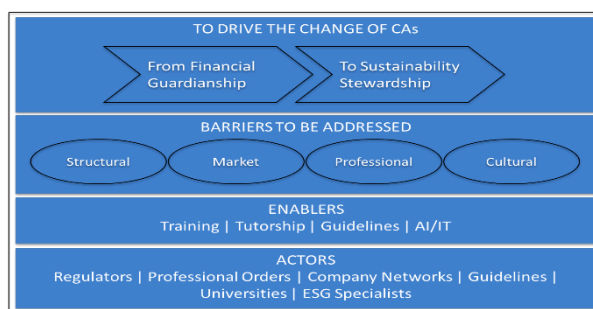 TO DRIVE THE CHANGE OF CAs
From Financial
Guardianship
To Sustainability
Stewardship
BARRIERS TO BE ADDRESSED
Structural
Market
Professional
Cultural
ENABLERS
Training | Tutorship | Guidelines | AI/IT
ACTORS
Regulators | Professional Orders | Company Networks | Guidelines |
Universities | ESG Specialists